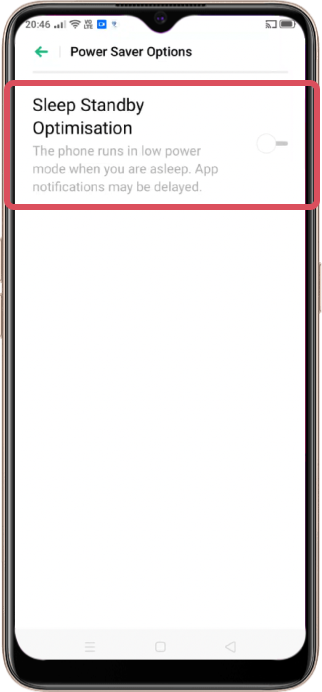 20:46
Power Saver Options
Sleep Standby
Optimisation
The phone runs in low power
mode when you are asleep. App
notifications may be delayed.